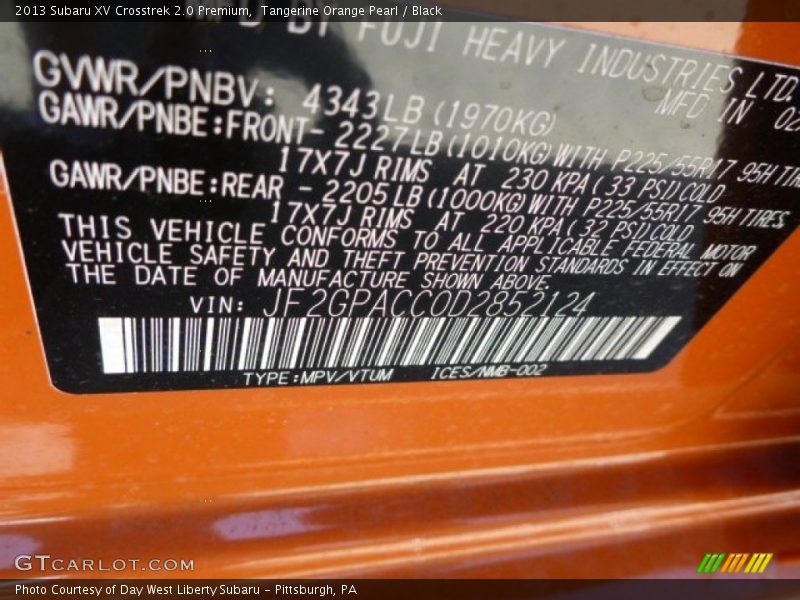 2013 Subaru XV Crosstrek 2.0 Premium, Tangerine Orange Pearl / Black
BY FUJI HEAVY INDUSTRIES LTD.
MFD IN
GVWR/PNBV: 4343LB (1970KG)
GAWR/PNBE:FRONT- 2227LB(1010KG)WITH P225/55R17 95H
17X7J RIMS AT 230 KPA( 33 PSI)COLD
GAWR/PNBE:REAR - 2205LB(1000KG)WITH P225/55R17 95H TIRES
17X7J RIMS AT 220 KPA( 32 PSI)COLD
THIS VEHICLE CONFORMS TO ALL APPLICABLE FEDERAL MOTOR
VEHICLE SAFETY AND THEFT PREVENTION STANDARDS IN EFFECT ON
THE DATE OF MANUFACTURE SHOWN ABOVE.
VIN: JF2GPACC0D2852124
TYPE:MPV/VTUM ICES/NMB-002
GTCARLOT.COM
Photo Courtesy of Day West Liberty Subaru - Pittsburgh, PA